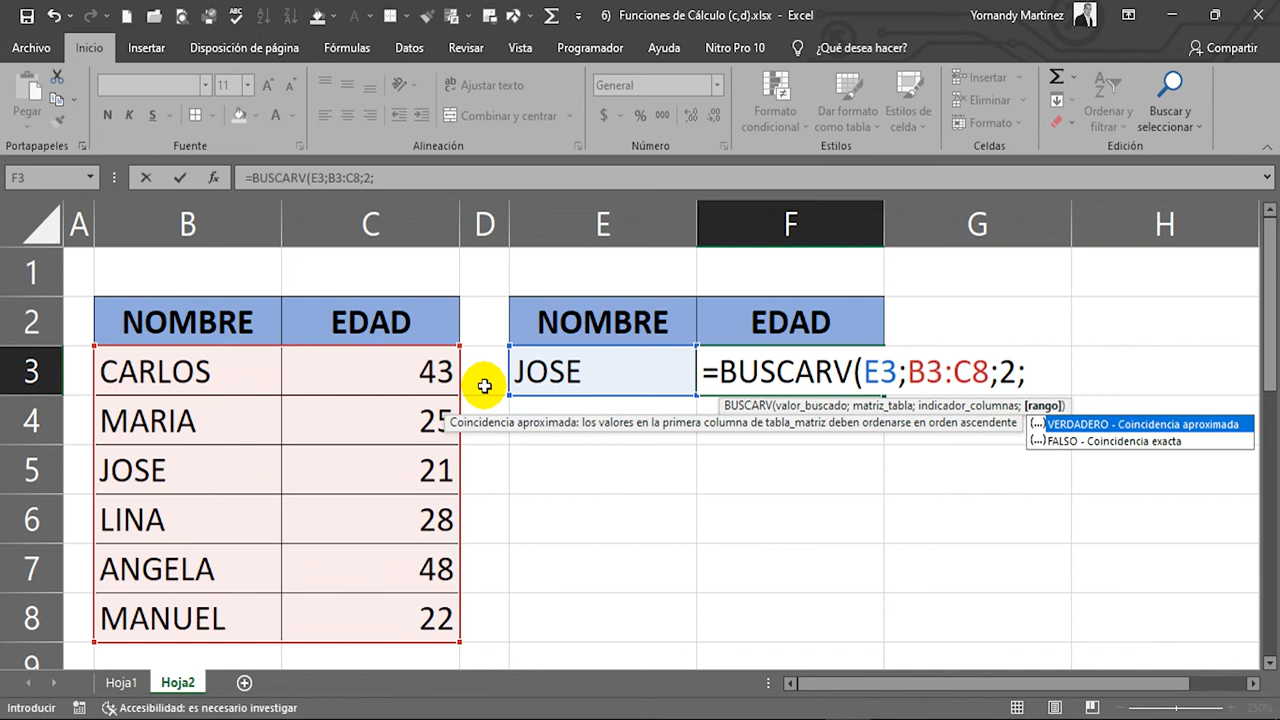 6) Funciones de Cálculo (c,d).xlsx - Excel
Yornandy Martinez
Archivo Inicio Insertar Disposición de página Fórmulas Datos Revisar Vista Programador Ayuda Nitro Pro 10 ¿Qué desea hacer? Compartir
Pegar
11
N K S
A
Ajustar texto
Combinar y centrar
General
$ % 000
Formato condicional
Dar formato como tabla
Estilos de celda
Insertar
Eliminar
Formato
Ordenar y filtrar
Buscar y seleccionar
Portapapeles Fuente Alineación Número Estilos Celdas Edición
F3 fx =BUSCARV(E3;B3:C8;2;
A B C D E F G H
1
2 NOMBRE EDAD NOMBRE EDAD
3 CARLOS 43 JOSE =BUSCARV(E3;B3:C8;2;
BUSCARV(valor_buscado; matriz_tabla; indicador_columnas; [rango])
4 MARIA 25
Coincidencia aproximada: los valores en la primera columna de tabla_matriz deben ordenarse en orden ascendente
(...) VERDADERO - Coincidencia aproximada
(...) FALSO - Coincidencia exacta
5 JOSE 21
6 LINA 28
7 ANGELA 48
8 MANUEL 22
9
Hoja1 Hoja2
Introducir Accesibilidad: es necesario investigar 250%